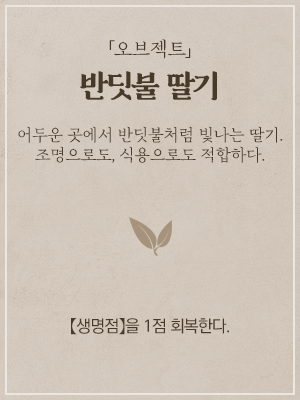 「오브젝트」
반딧불 딸기
어두운 곳에서 반딧불처럼 빛나는 딸기.
조명으로도, 식용으로도 적합하다.
【생명점】을 1점 회복한다.